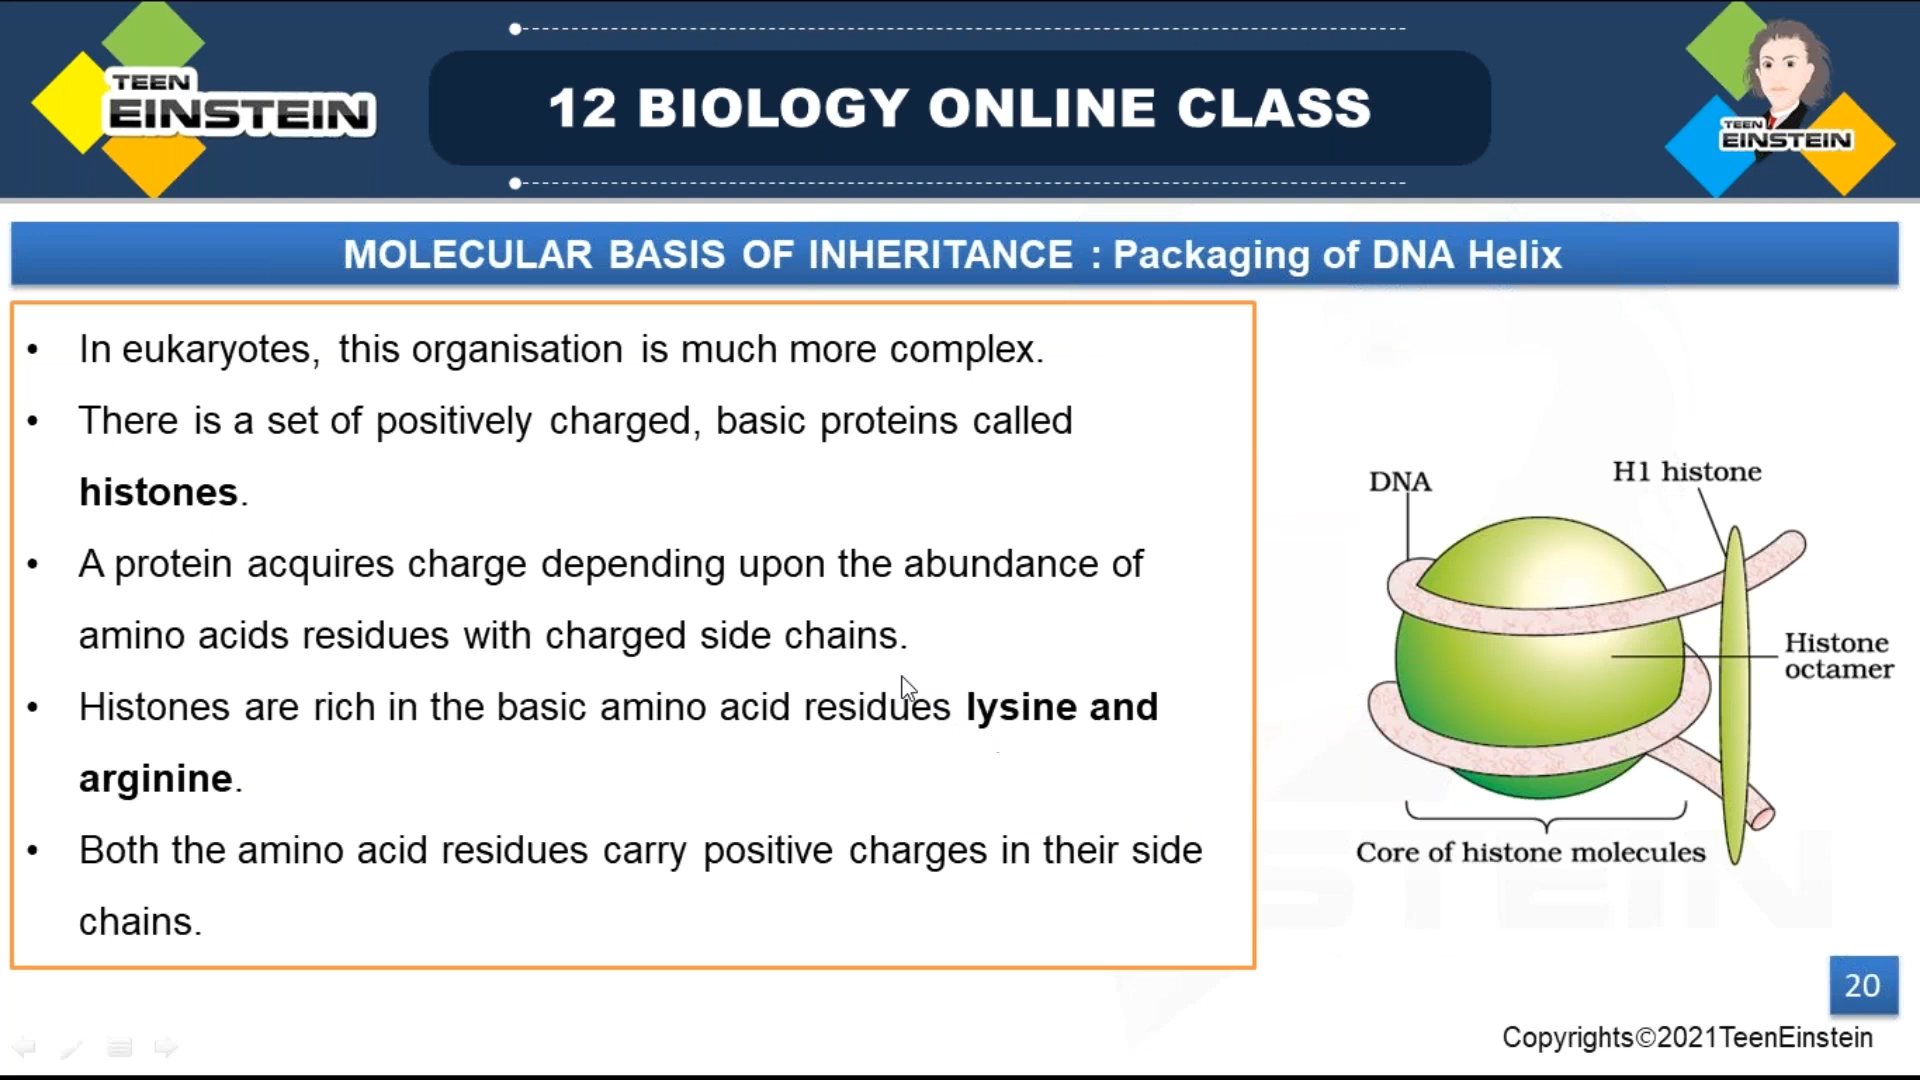 TEEN
EINSTEIN
12 BIOLOGY ONLINE CLASS
TEEN
EINSTEIN
MOLECULAR BASIS OF INHERITANCE : Packaging of DNA Helix
• In eukaryotes, this organisation is much more complex.
• There is a set of positively charged, basic proteins called
histones.
• A protein acquires charge depending upon the abundance of
amino acids residues with charged side chains.
• Histones are rich in the basic amino acid residues lysine and
arginine.
• Both the amino acid residues carry positive charges in their side
chains.
DNA
H1 histone
Histone
octamer
Core of histone molecules
STEIN
20
Copyrights©2021TeenEinstein